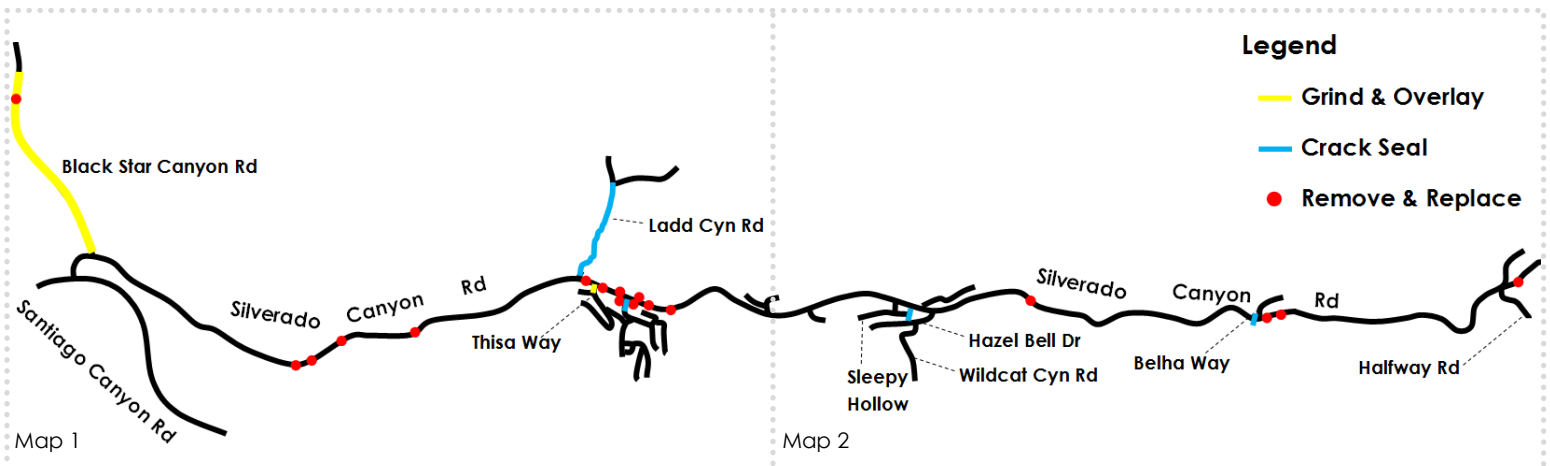 Legend
Grind & Overlay
Crack Seal
Remove & Replace
Black Star Canyon Rd
Ladd Cyn Rd
Silverado Canyon Rd
Santiago Canyon Rd
Thisa Way
Map 1
Silverado Canyon Rd
Hazel Bell Dr
Sleepy
Hollow
Wildcat Cyn Rd
Belha Way
Halfway Rd
Map 2